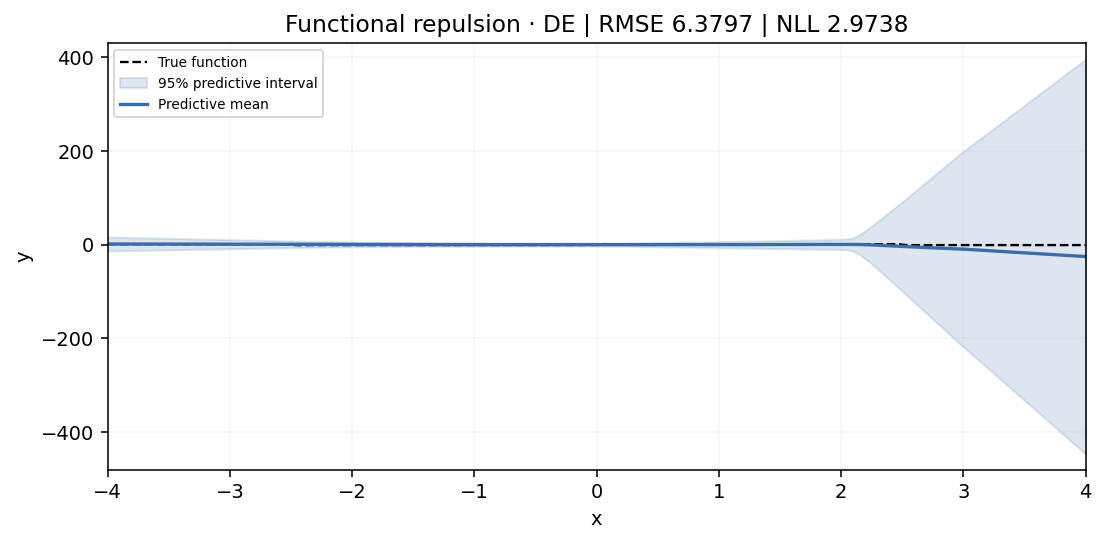 Functional repulsion · DE | RMSE 6.3797 | NLL 2.9738
True function
95% predictive interval
Predictive mean
400
200
0
−200
−400
y
−4
−3
−2
−1
0
1
2
3
4
x